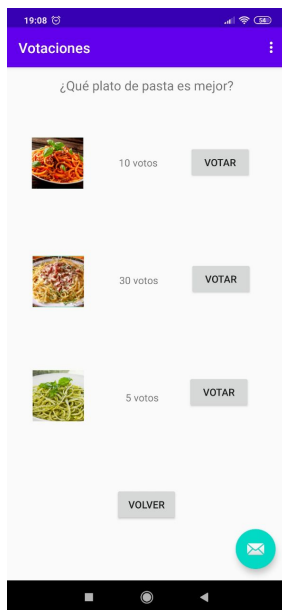 19:08
54
Votaciones
¿Qué plato de pasta es mejor?
10 votos
VOTAR
30 votos
VOTAR
5 votos
VOTAR
VOLVER